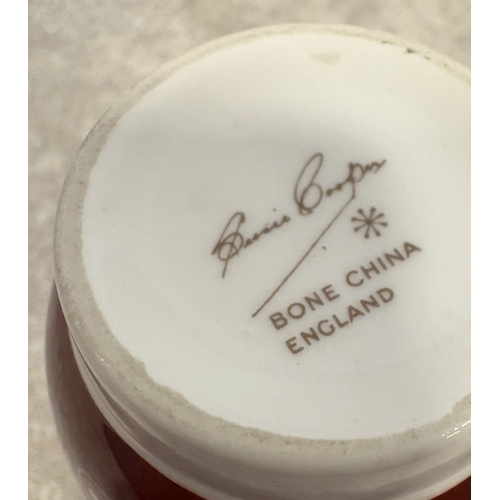 Susie Cooper
BONE CHINA
ENGLAND